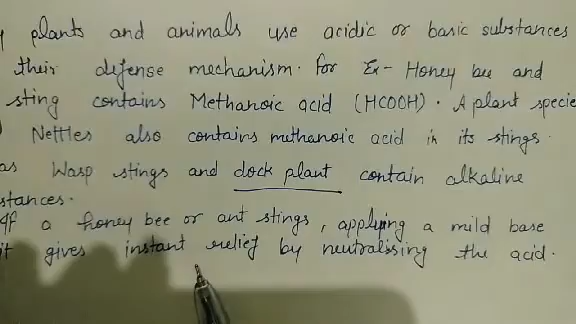 plants and animals use acidic or basic substances
their defense mechanism. for Ex- Honey bee and
sting contains Methanoic acid (HCOOH). A plant specie
Nettles also contains methanoic acid in its stings.
as Wasp stings and dock plant contain alkaline
stances.
If a honey bee or ant stings, applying a mild base
it gives instant relief by neutralising the acid.